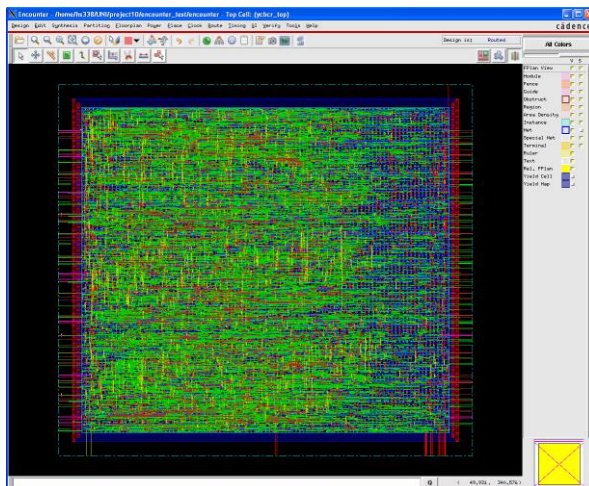 Encounter - /home/hs338/UNI/project10/encounter_test/encounter - Top Cell: {ycbcr_top}
Design Edit Synthesis Partitioning Floorplan Power Place Clock Route Timing SI Verify Tools Help
cādence
Design is: Routed
All Colors
V S
FPlan View
Module
Fence
Guide
Obstruct
Region
Area Density
Instance
Net
Special Net
Terminal
Ruler
Text
Rel. FPlan
Yield Cell
Yield Map
Q